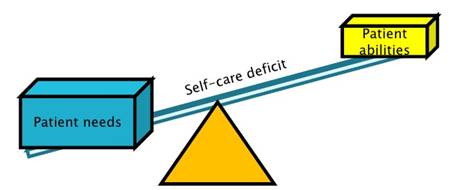 Patient
abilities
Self-care deficit
Patient needs